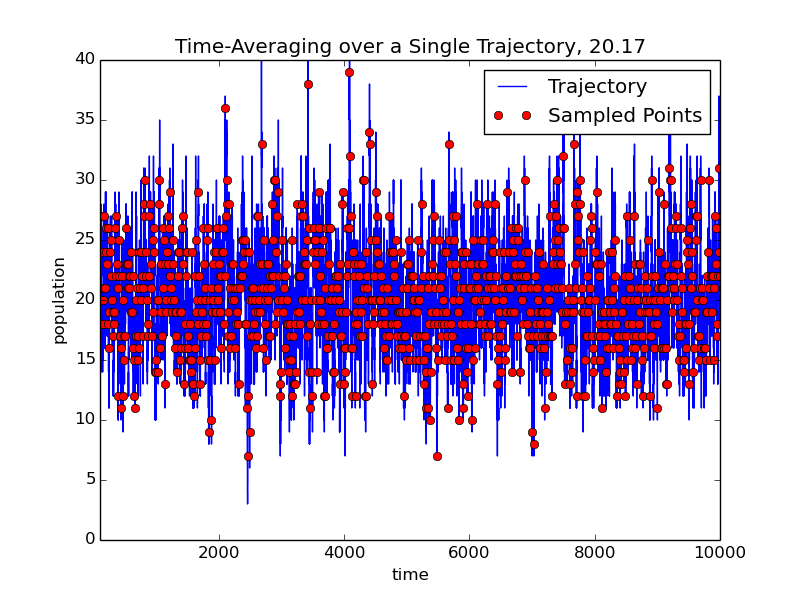 Time-Averaging over a Single Trajectory, 20.17
40
35
30
25
20
15
10
5
0
population
Trajectory
Sampled Points
2000
4000
6000
8000
10000
time